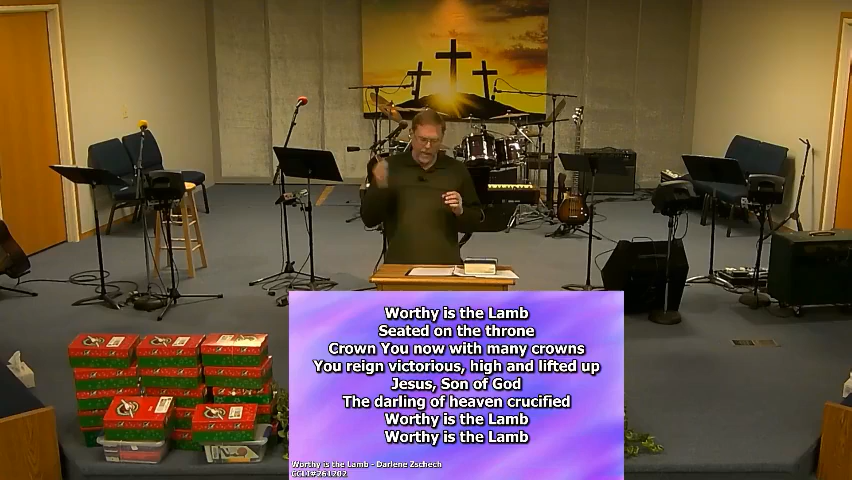 Worthy is the Lamb
Seated on the throne
Crown You now with many crowns
You reign victorious, high and lifted up
Jesus, Son of God
The darling of heaven crucified
Worthy is the Lamb
Worthy is the Lamb
Worthy is the Lamb - Darlene Zschech
CCLI#261202